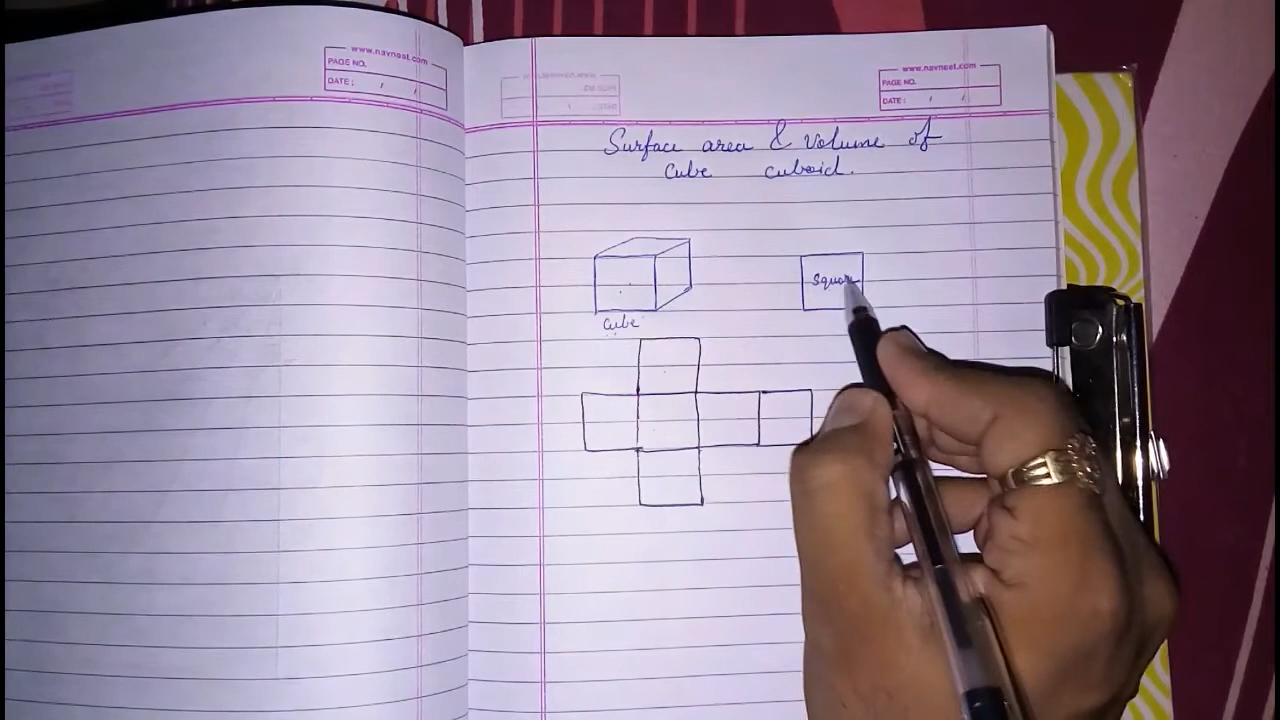 www.navneet.com
PAGE NO.
DATE : / /
www.navneet.com
PAGE NO.
DATE : / /
Surface area & Volume of
Cube cuboid.
Square
Cube